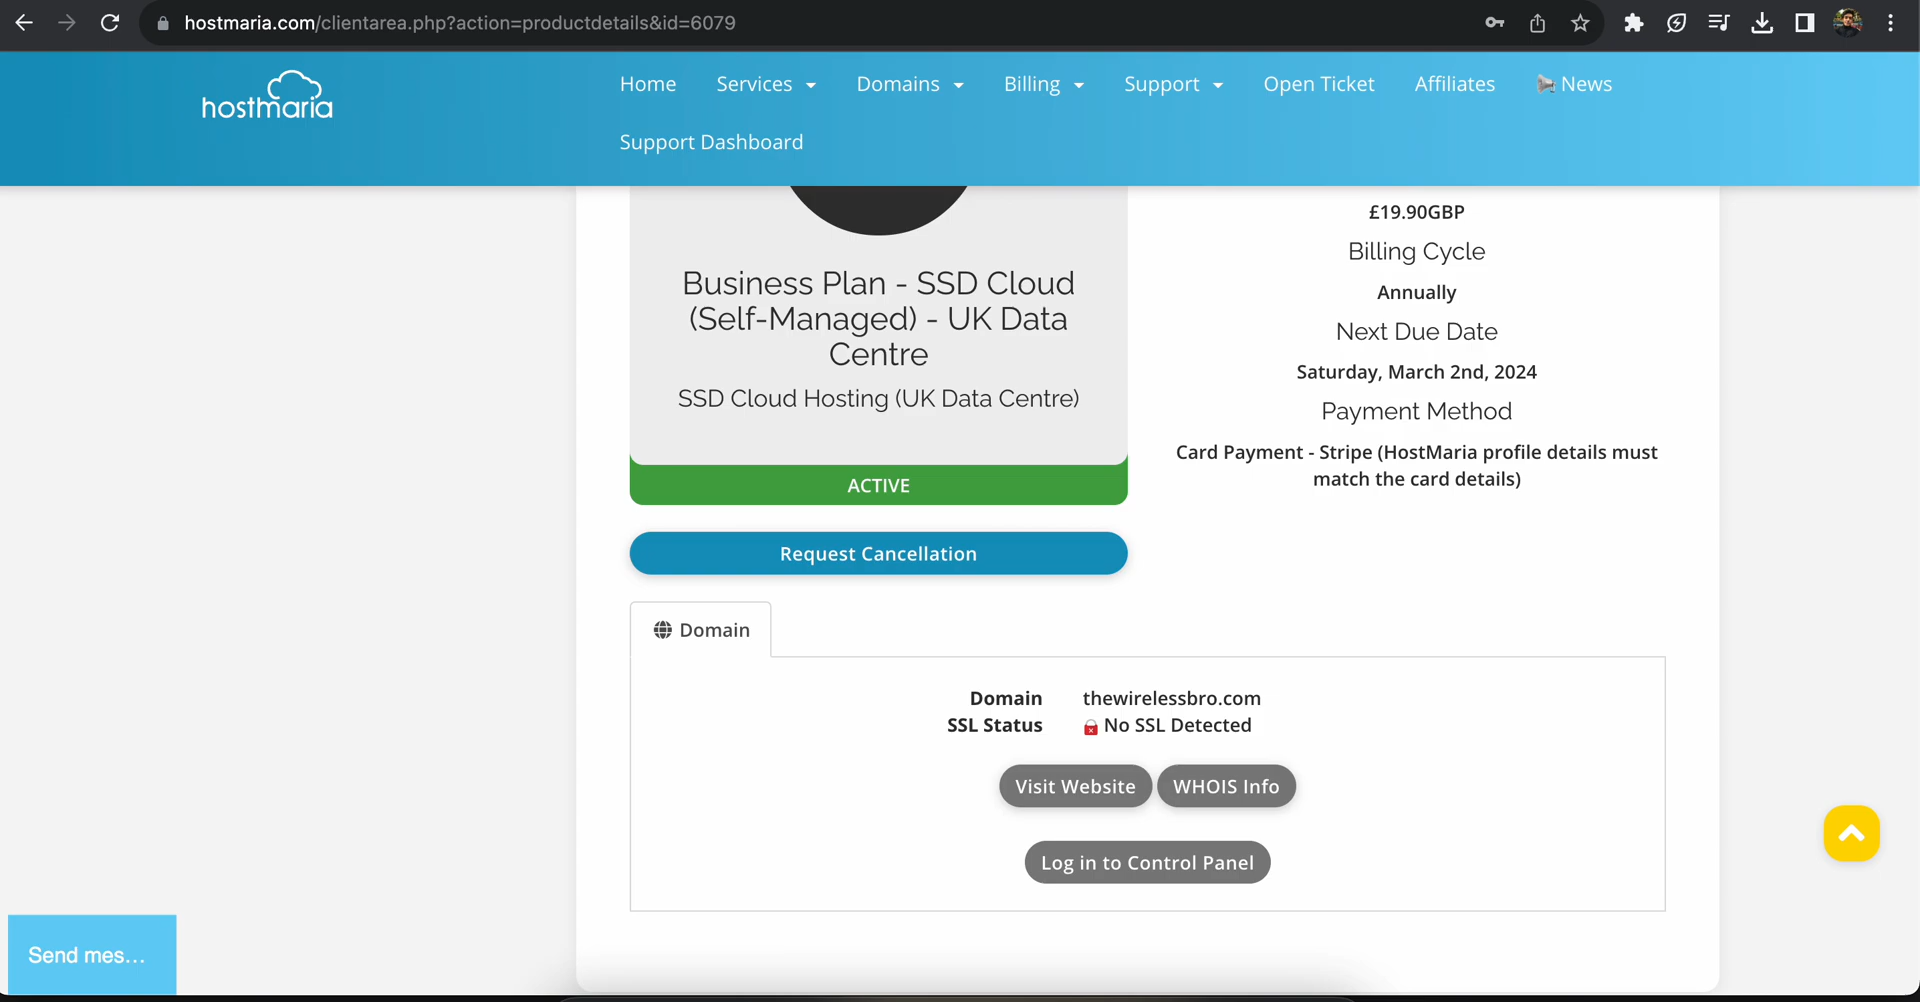 hostmaria.com/clientarea.php?action=productdetails&id=6079
hostmaria
Home
Services
Domains
Billing
Support
Open Ticket
Affiliates
News
Support Dashboard
Business Plan - SSD Cloud
(Self-Managed) - UK Data
Centre
SSD Cloud Hosting (UK Data Centre)
ACTIVE
Request Cancellation
£19.90GBP
Billing Cycle
Annually
Next Due Date
Saturday, March 2nd, 2024
Payment Method
Card Payment - Stripe (HostMaria profile details must
match the card details)
Domain
Domain thewirelessbro.com
SSL Status No SSL Detected
Visit Website
WHOIS Info
Log in to Control Panel
Send mes...